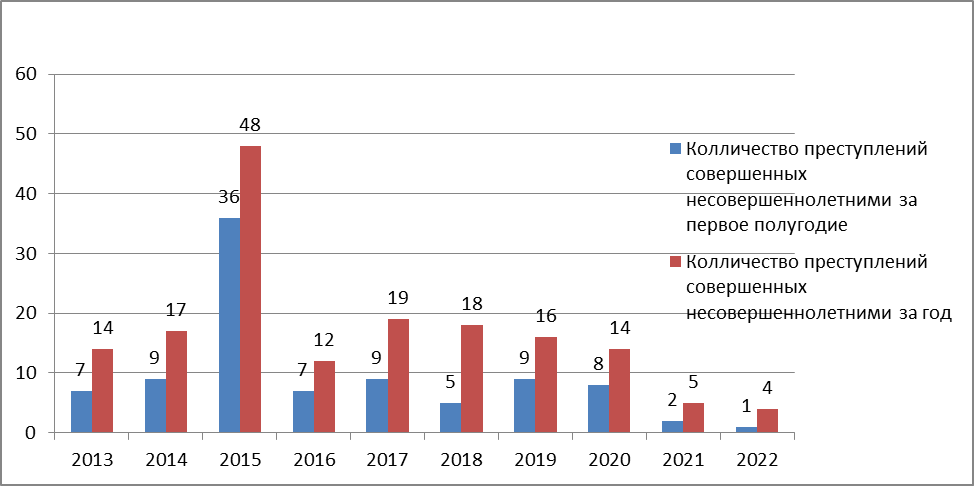 60
50
40
30
20
10
0
7 14
9 17
36 48
7 12
9 19
5 18
9 16
8 14
2 5
1 4
2013 2014 2015 2016 2017 2018 2019 2020 2021 2022
Колличество преступлений
совершенных
несовершеннолетними за
первое полугодие
Колличество преступлений
совершенных
несовершеннолетними за год